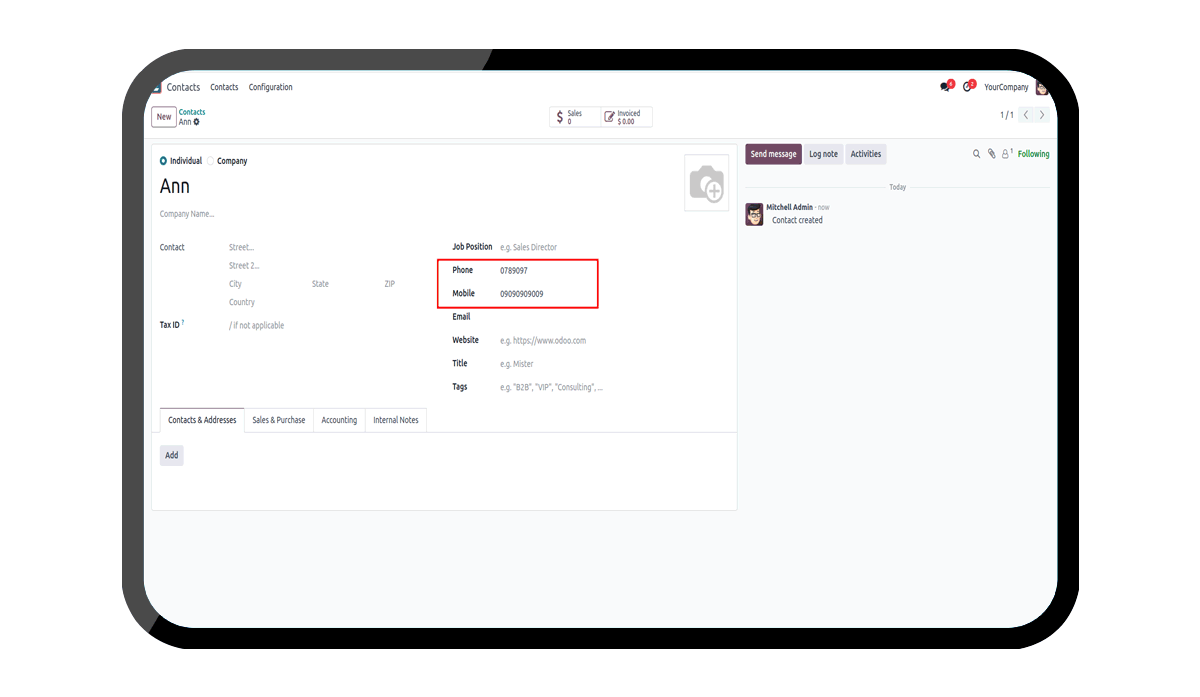 Contacts Contacts Configuration
YourCompany
New
Contacts
Ann
Sales
0
Invoiced
$ 0.00
1 / 1
Individual Company
Ann
Company Name...
Contact
Street...
Street 2...
City State ZIP
Country
Tax ID ? / if not applicable
Job Position e.g. Sales Director
Phone 0789097
Mobile 09090909009
Email
Website e.g. https://www.odoo.com
Title e.g. Mister
Tags e.g. "B2B", "VIP", "Consulting", ...
Contacts & Addresses Sales & Purchase Accounting Internal Notes
Add
Send message Log note Activities
1 Following
Today
Mitchell Admin - now
Contact created